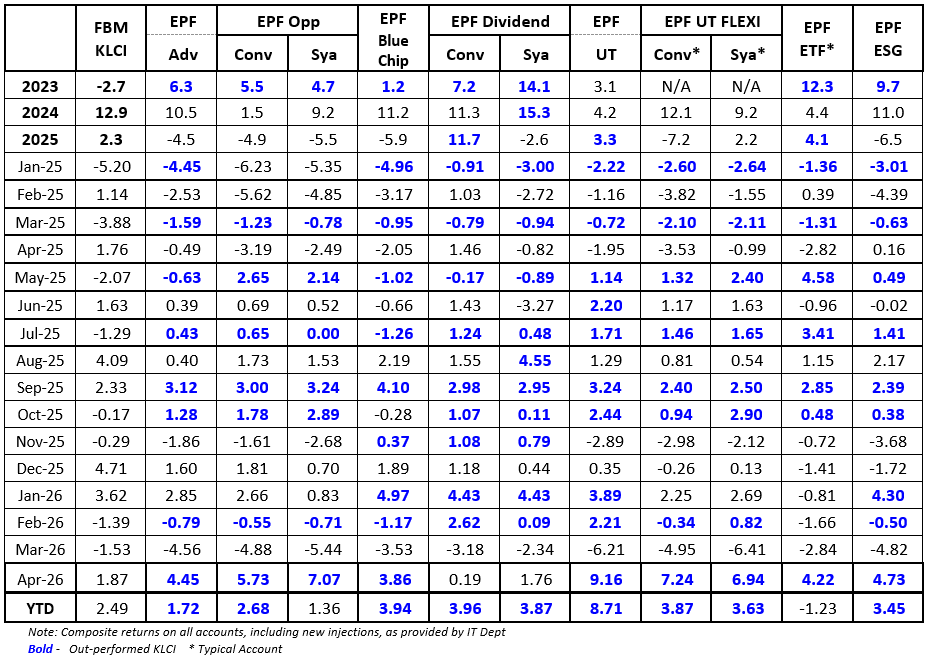 FBM KLCI EPF Adv EPF Opp EPF Blue Chip EPF Dividend EPF UT EPF UT FLEXI EPF ETF* EPF ESG
Conv Sya Conv Sya Conv* Sya*
2023 -2.7 6.3 5.5 4.7 1.2 7.2 14.1 3.1 N/A N/A 12.3 9.7
2024 12.9 10.5 1.5 9.2 11.2 11.3 15.3 4.2 12.1 9.2 4.4 11.0
2025 2.3 -4.5 -4.9 -5.5 -5.9 11.7 -2.6 3.3 -7.2 2.2 4.1 -6.5
Jan-25 -5.20 -4.45 -6.23 -5.35 -4.96 -0.91 -3.00 -2.22 -2.60 -2.64 -1.36 -3.01
Feb-25 1.14 -2.53 -5.62 -4.85 -3.17 1.03 -2.72 -1.16 -3.82 -1.55 0.39 -4.39
Mar-25 -3.88 -1.59 -1.23 -0.78 -0.95 -0.79 -0.94 -0.72 -2.10 -2.11 -1.31 -0.63
Apr-25 1.76 -0.49 -3.19 -2.49 -2.05 1.46 -0.82 -1.95 -3.53 -0.99 -2.82 0.16
May-25 -2.07 -0.63 2.65 2.14 -1.02 -0.17 -0.89 1.14 1.32 2.40 4.58 0.49
Jun-25 1.63 0.39 0.69 0.52 -0.66 1.43 -3.27 2.20 1.17 1.63 -0.96 -0.02
Jul-25 -1.29 0.43 0.65 0.00 -1.26 1.24 0.48 1.71 1.46 1.65 3.41 1.41
Aug-25 4.09 0.40 1.73 1.53 2.19 1.55 4.55 1.29 0.81 0.54 1.15 2.17
Sep-25 2.33 3.12 3.00 3.24 4.10 2.98 2.95 3.24 2.40 2.50 2.85 2.39
Oct-25 -0.17 1.28 1.78 2.89 -0.28 1.07 0.11 2.44 0.94 2.90 0.48 0.38
Nov-25 -0.29 -1.86 -1.61 -2.68 0.37 1.08 0.79 -2.89 -2.98 -2.12 -0.72 -3.68
Dec-25 4.71 1.60 1.81 0.70 1.89 1.18 0.44 0.35 -0.26 0.13 -1.41 -1.72
Jan-26 3.62 2.85 2.66 0.83 4.97 4.43 4.43 3.89 2.25 2.69 -0.81 4.30
Feb-26 -1.39 -0.79 -0.55 -0.71 -1.17 2.62 0.09 2.21 -0.34 0.82 -1.66 -0.50
Mar-26 -1.53 -4.56 -4.88 -5.44 -3.53 -3.18 -2.34 -6.21 -4.95 -6.41 -2.84 -4.82
Apr-26 1.87 4.45 5.73 7.07 3.86 0.19 1.76 9.16 7.24 6.94 4.22 4.73
YTD 2.49 1.72 2.68 1.36 3.94 3.96 3.87 8.71 3.87 3.63 -1.23 3.45
Note: Composite returns on all accounts, including new injections, as provided by IT Dept
Bold - Out-performed KLCI * Typical Account